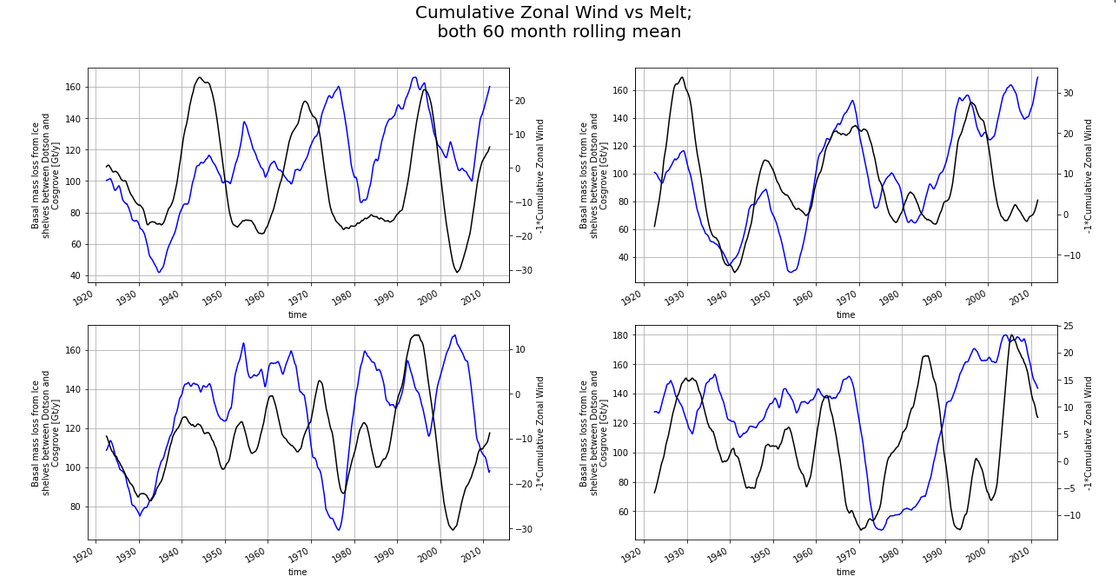 Cumulative Zonal Wind vs Melt;
both 60 month rolling mean
Basal mass loss from Ice
shelves between Dotson and
Cosgrove [Gt/y]
160
140
120
100
80
60
40
20
10
0
−10
−20
−30
-1*Cumulative Zonal Wind
1920 1930 1940 1950 1960 1970 1980 1990 2000 2010
time
Basal mass loss from Ice
shelves between Dotson and
Cosgrove [Gt/y]
160
140
120
100
80
60
40
30
20
10
0
−10
-1*Cumulative Zonal Wind
1920 1930 1940 1950 1960 1970 1980 1990 2000 2010
time
Basal mass loss from Ice
shelves between Dotson and
Cosgrove [Gt/y]
160
140
120
100
80
10
0
−10
−20
−30
-1*Cumulative Zonal Wind
1920 1930 1940 1950 1960 1970 1980 1990 2000 2010
time
Basal mass loss from Ice
shelves between Dotson and
Cosgrove [Gt/y]
180
160
140
120
100
80
60
25
20
15
10
5
0
−5
−10
-1*Cumulative Zonal Wind
1920 1930 1940 1950 1960 1970 1980 1990 2000 2010
time